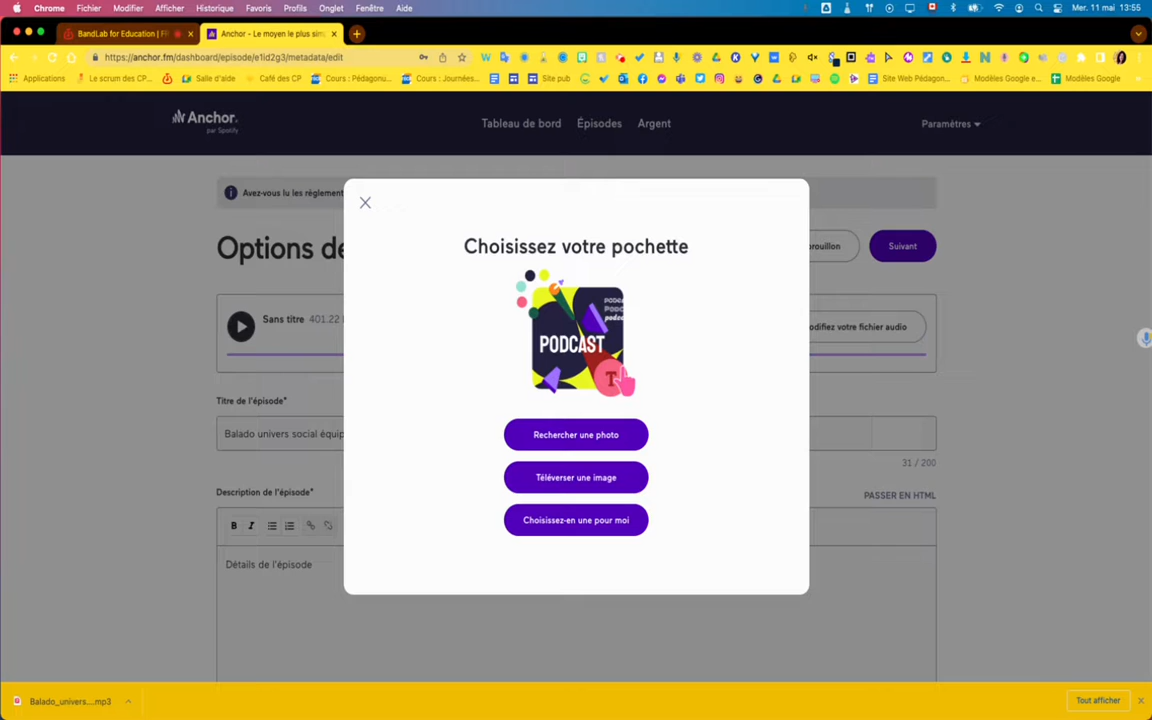 Chrome Fichier Modifier Afficher Historique Favoris Profils Onglet Fenêtre Aide Mer. 11 mai 13:55
BandLab for Education | FR Anchor - Le moyen le plus sim
https://anchor.fm/dashboard/episode/e1id2g3/metadata/edit
Applications Le scrum des CP... Salle d'aide Café des CP Cours : Pédagonu... Cours : Journées... Site pub Site Web Pédagon... Modèles Google e... Modèles Google
Anchor
par Spotify
Tableau de bord Épisodes Argent Paramètres
Avez-vous lu les règlement
Choisissez votre pochette
Options de rouillon Suivant
podcast
Podcast
podcast
PODCAST
T
Sans titre 401.22 odifiez votre fichier audio
Titre de l'épisode*
Balado univers social équip
31 / 200
Rechercher une photo
Téléverser une image
Choisissez-en une pour moi
Description de l'épisode* PASSER EN HTML
B I
Détails de l'épisode
Balado_univers....mp3 Tout afficher